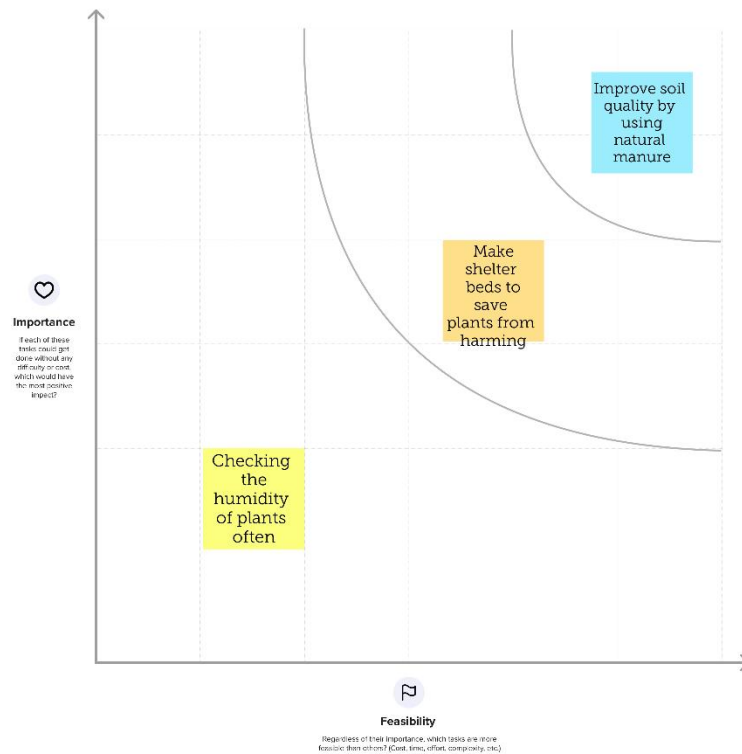 Improve soil
quality by
using
natural
manure
Make
shelter
beds to
save
plants from
harming
Importance
If each of these
tasks could get
done without any
difficulty or cost,
which would have
the most positive
impact?
Checking
the
humidity
of plants
often
Feasibility
Regardless of their importance, which tasks are more
feasible than others? (Cost, time, effort, complexity, etc.)